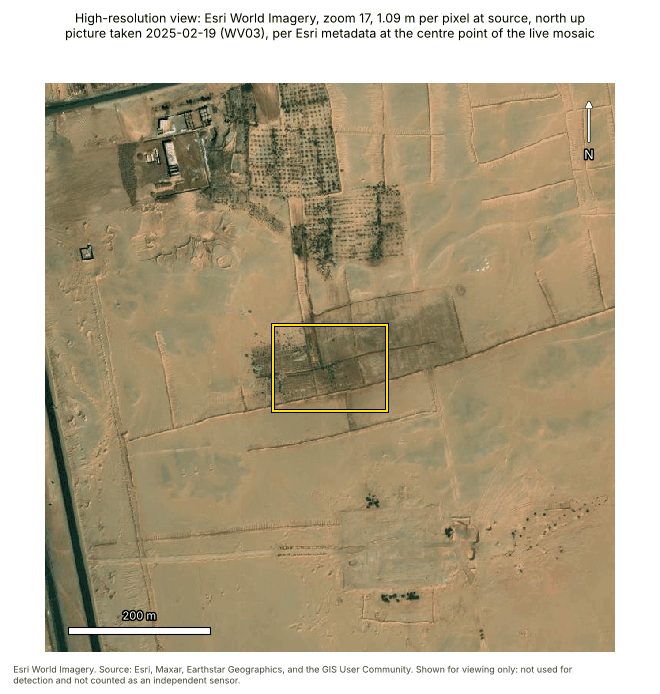 High-resolution view: Esri World Imagery, zoom 17, 1.09 m per pixel at source, north up
picture taken 2025-02-19 (WV03), per Esri metadata at the centre point of the live mosaic
N
200 m
Esri World Imagery. Source: Esri, Maxar, Earthstar Geographics, and the GIS User Community. Shown for viewing only: not used for
detection and not counted as an independent sensor.